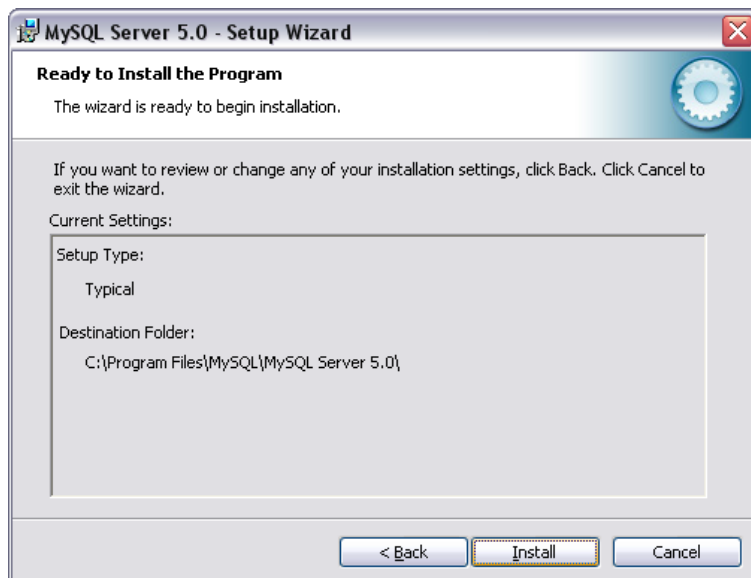 MySQL Server 5.0 - Setup Wizard
Ready to Install the Program
The wizard is ready to begin installation.
If you want to review or change any of your installation settings, click Back. Click Cancel to
exit the wizard.
Current Settings:
Setup Type:
Typical
Destination Folder:
C:\Program Files\MySQL\MySQL Server 5.0\
< Back Install Cancel